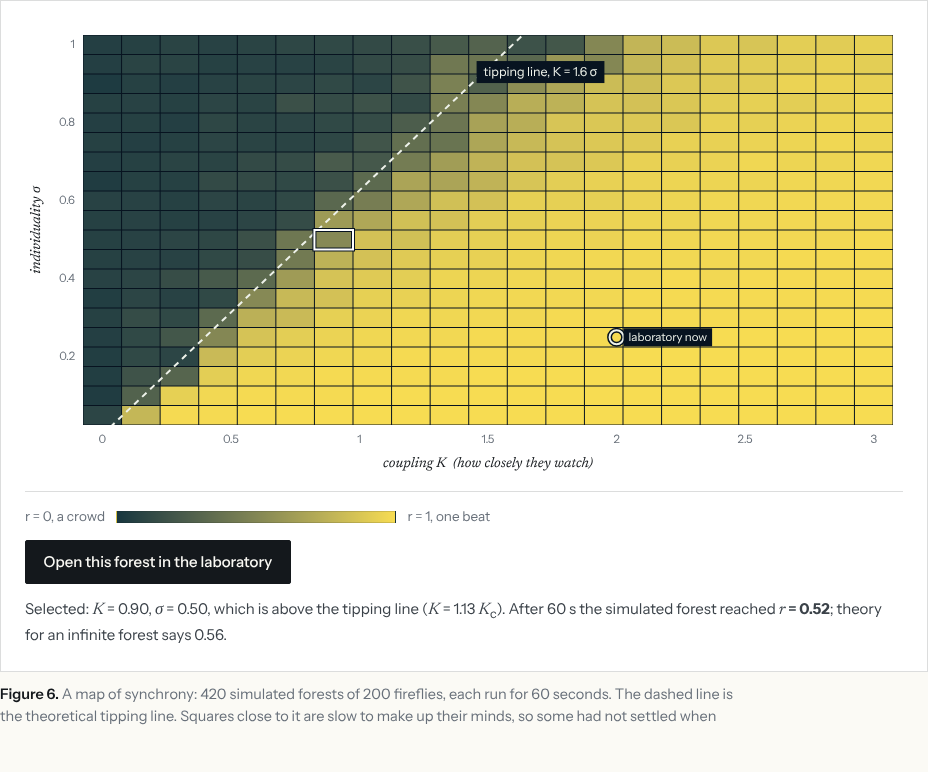 1
0.8
0.6
0.4
0.2
individuality σ
tipping line, K = 1.6 σ
laboratory now
0 0.5 1 1.5 2 2.5 3
coupling K (how closely they watch)
r = 0, a crowd r = 1, one beat
Open this forest in the laboratory
Selected: K = 0.90, σ = 0.50, which is above the tipping line (K = 1.13 Kc). After 60 s the simulated forest reached r = 0.52; theory
for an infinite forest says 0.56.
Figure 6. A map of synchrony: 420 simulated forests of 200 fireflies, each run for 60 seconds. The dashed line is
the theoretical tipping line. Squares close to it are slow to make up their minds, so some had not settled when